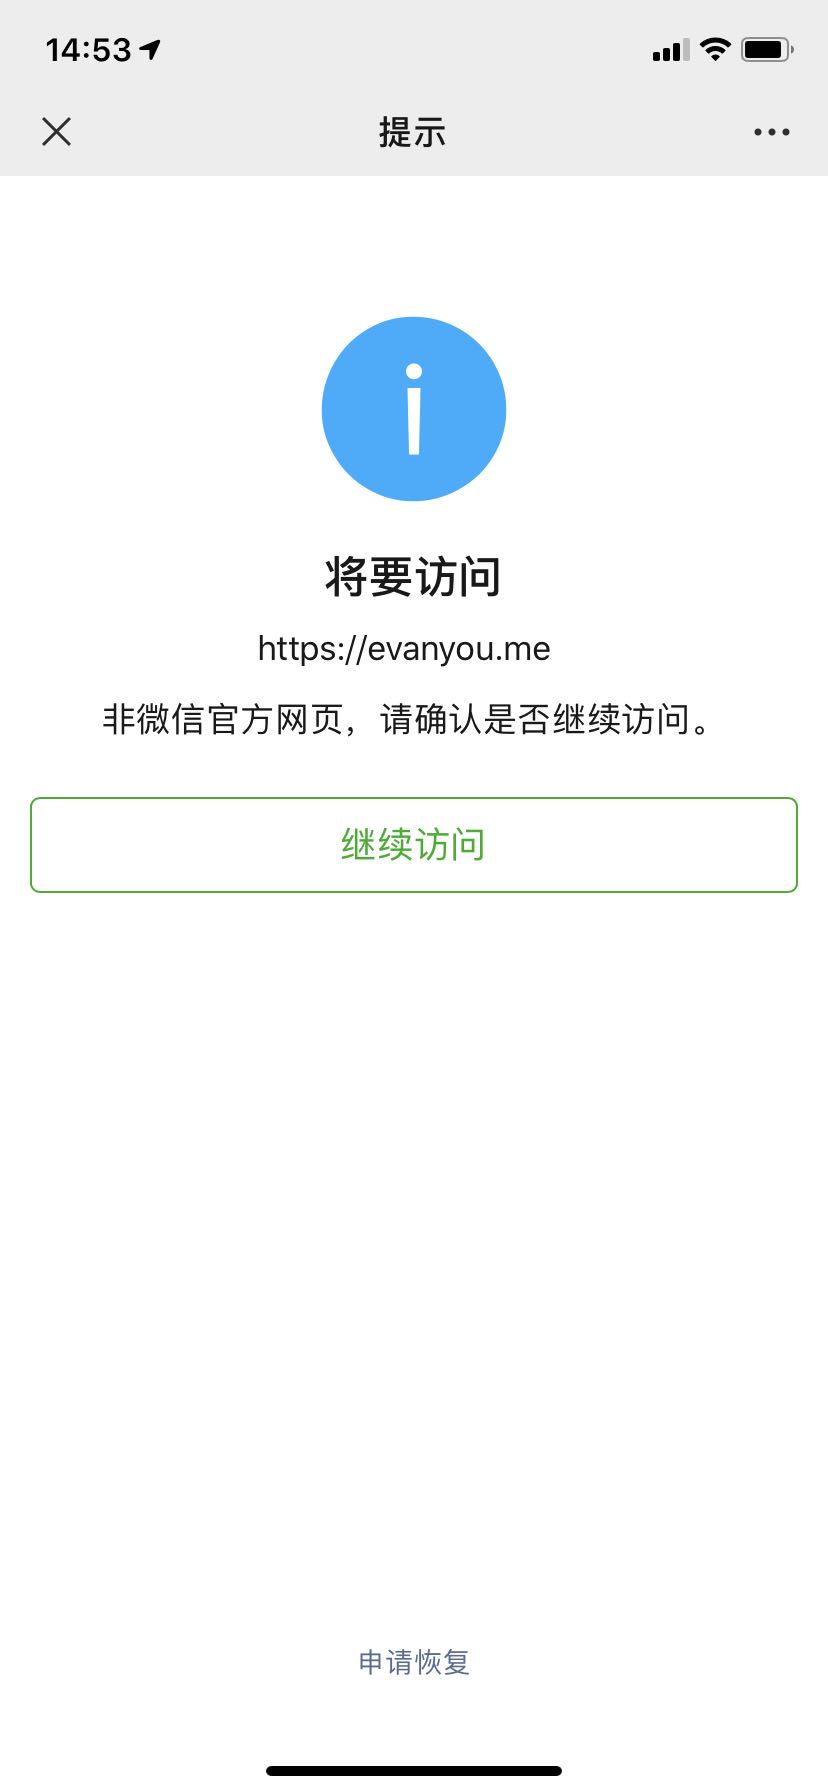 14:53
提示
将要访问
https://evanyou.me
非微信官方网页，请确认是否继续访问。
继续访问
申请恢复